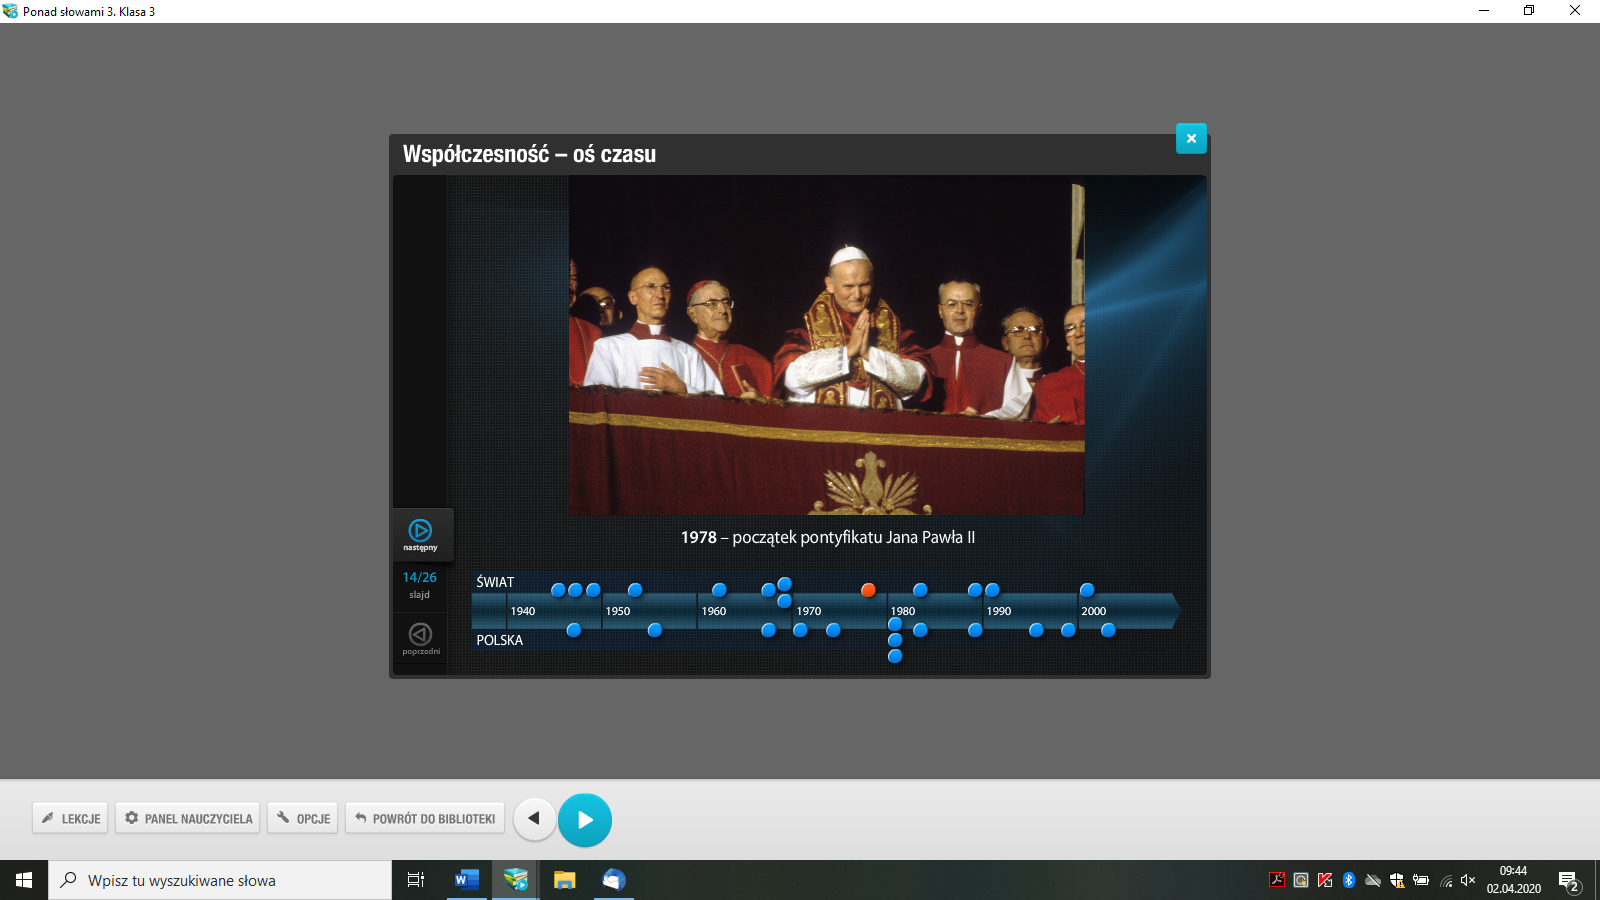 Ponad słowami 3. Klasa 3
Współczesność – oś czasu
1978 – początek pontyfikatu Jana Pawła II
następny
14/26
slajd
poprzedni
ŚWIAT
1940 1950 1960 1970 1980 1990 2000
POLSKA
LEKCJE PANEL NAUCZYCIELA OPCJE POWRÓT DO BIBLIOTEKI
Wpisz tu wyszukiwane słowa
09:44
02.04.2020
2